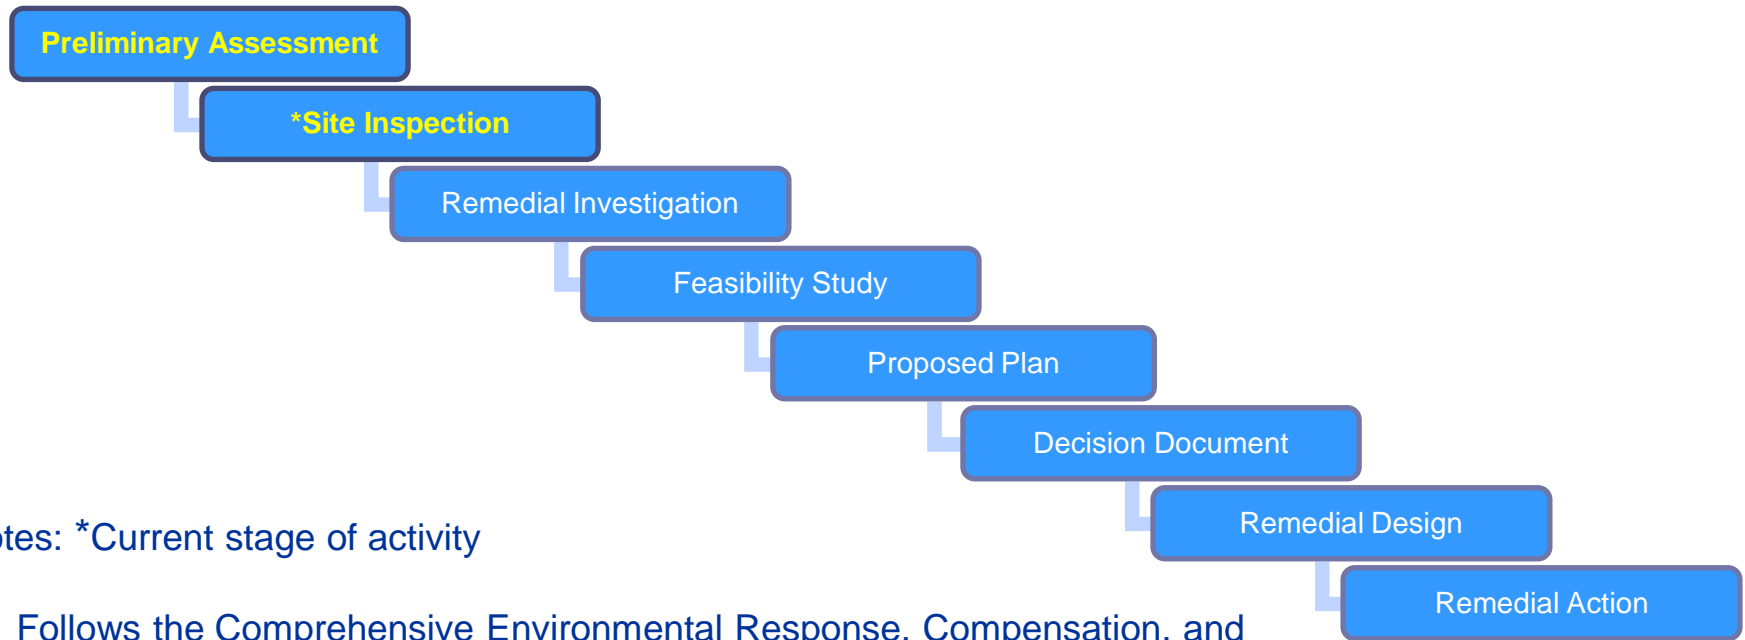 Preliminary Assessment
*Site Inspection
Remedial Investigation
Feasibility Study
Proposed Plan
Decision Document
Remedial Design
otes: *Current stage of activity
Remedial Action
Follows the Comprehensive Environmental Response, Compensation, and